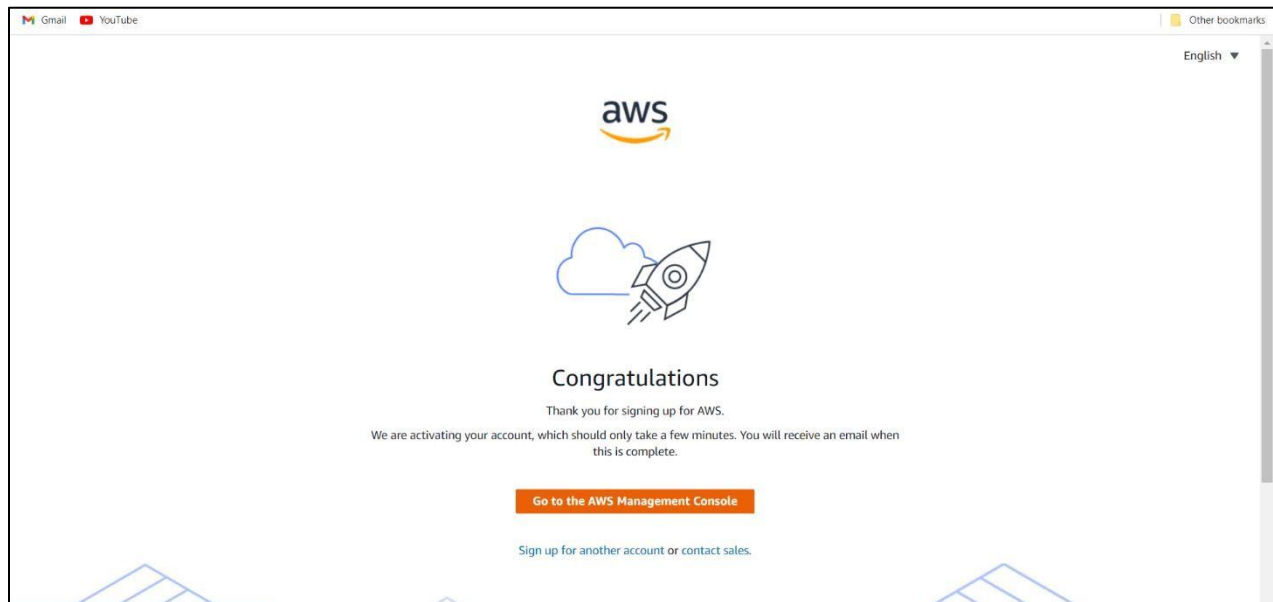 Gmail YouTube Other bookmarks
English
aws
Congratulations
Thank you for signing up for AWS.
We are activating your account, which should only take a few minutes. You will receive an email when
this is complete.
Go to the AWS Management Console
Sign up for another account or contact sales.